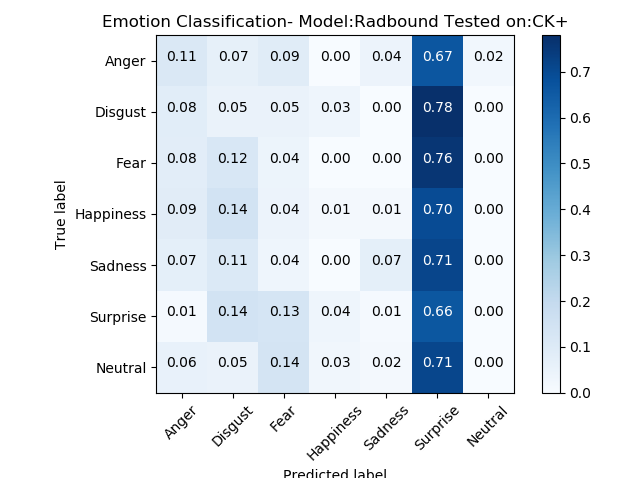 Emotion Classification- Model:Radbound Tested on:CK+
True label
Anger 0.11 0.07 0.09 0.00 0.04 0.67 0.02
Disgust 0.08 0.05 0.05 0.03 0.00 0.78 0.00
Fear 0.08 0.12 0.04 0.00 0.00 0.76 0.00
Happiness 0.09 0.14 0.04 0.01 0.01 0.70 0.00
Sadness 0.07 0.11 0.04 0.00 0.07 0.71 0.00
Surprise 0.01 0.14 0.13 0.04 0.01 0.66 0.00
Neutral 0.06 0.05 0.14 0.03 0.02 0.71 0.00
Anger Disgust Fear Happiness Sadness Surprise Neutral
Predicted label
0.7
0.6
0.5
0.4
0.3
0.2
0.1
0.0